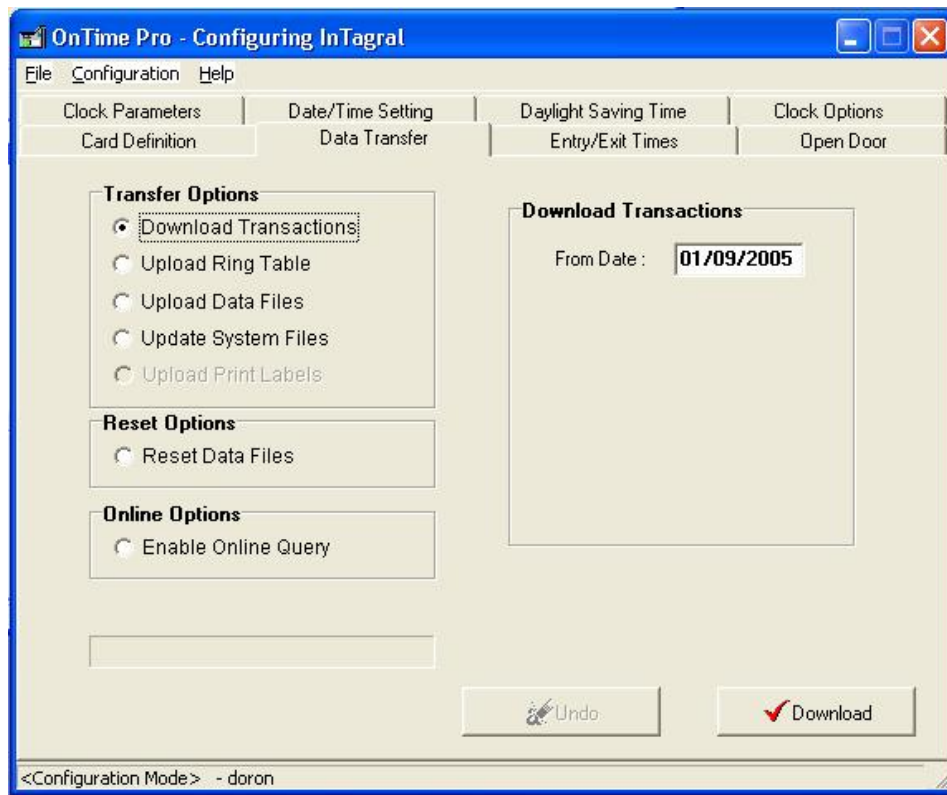 OnTime Pro - Configuring InTagral
File Configuration Help
Clock Parameters Date/Time Setting Daylight Saving Time Clock Options
Card Definition Data Transfer Entry/Exit Times Open Door
Transfer Options
Download Transactions
Upload Ring Table
Upload Data Files
Update System Files
Upload Print Labels
Reset Options
Reset Data Files
Online Options
Enable Online Query
Download Transactions
From Date : 01/09/2005
Undo Download
<Configuration Mode> - doron